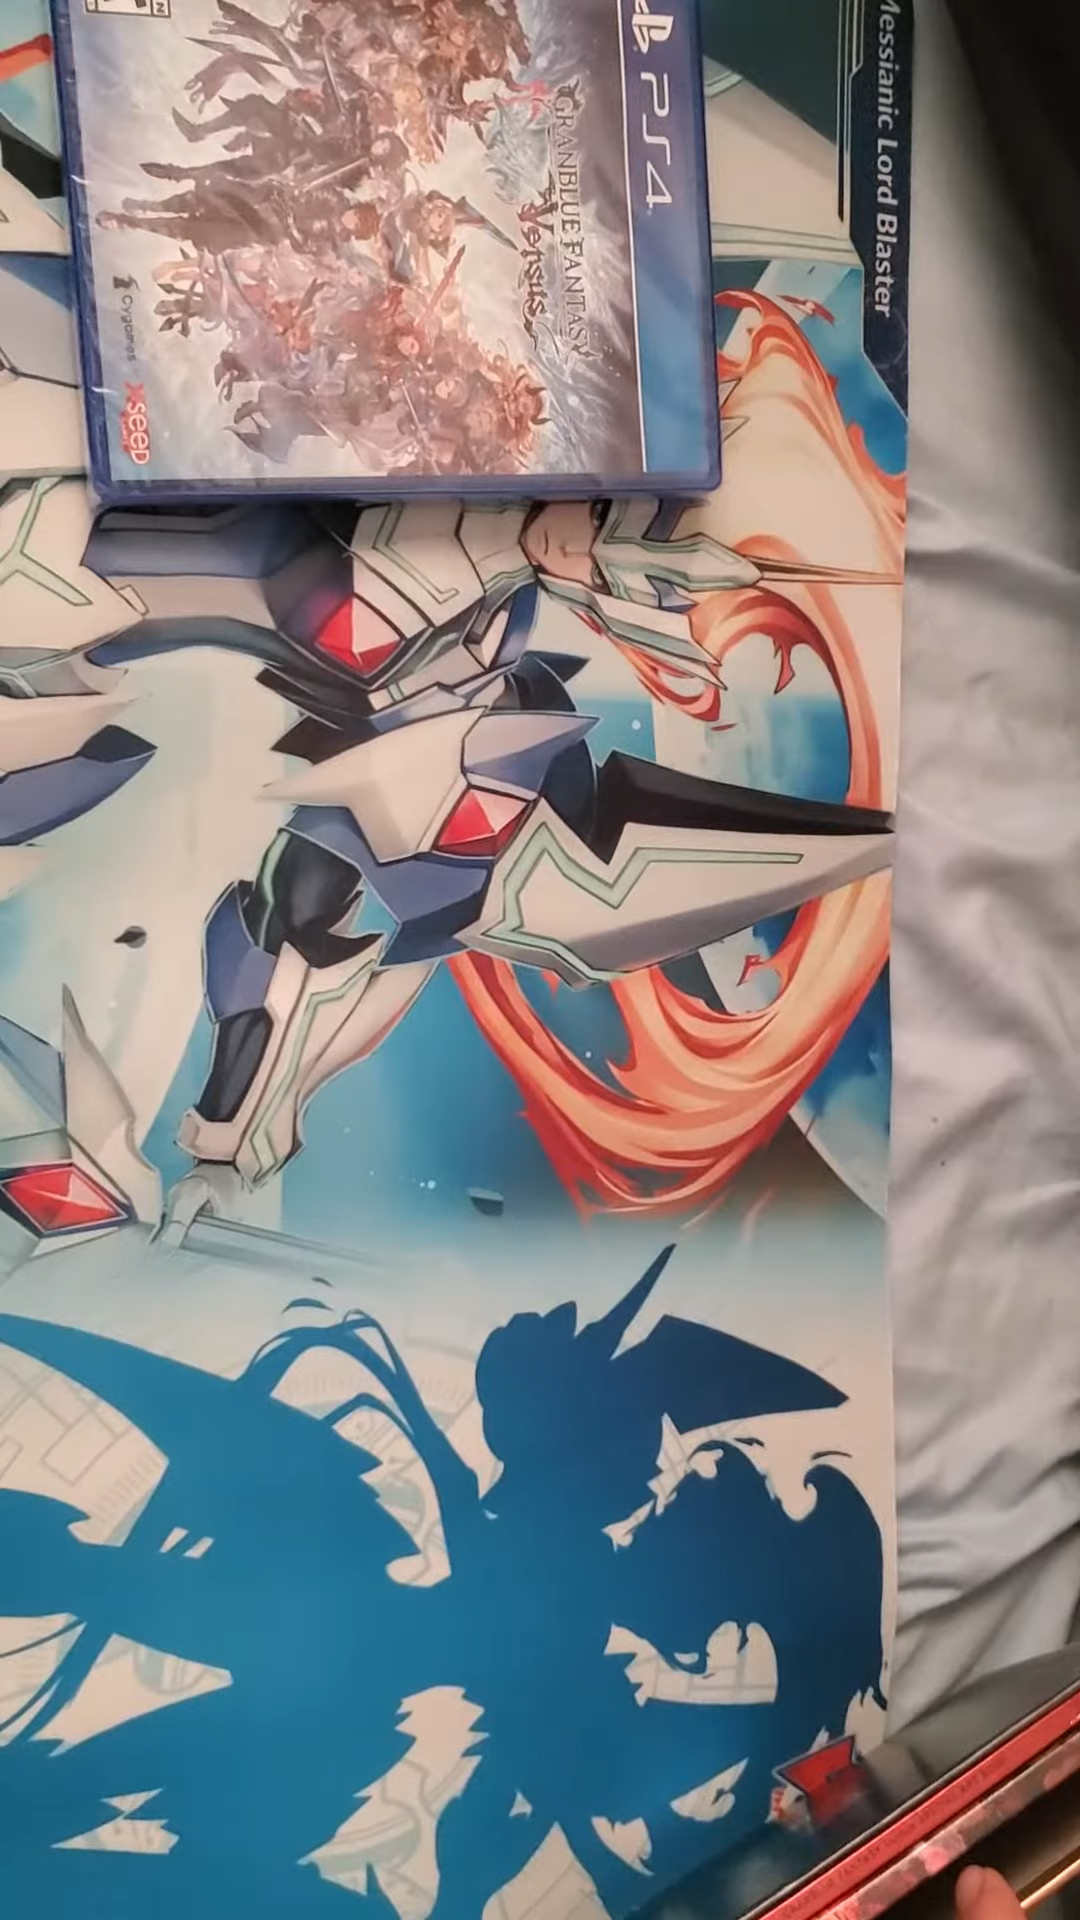 Messianic Lord Blaster
PS4
GRANBLUE FANTASY
Versus
Cygames
XSEED